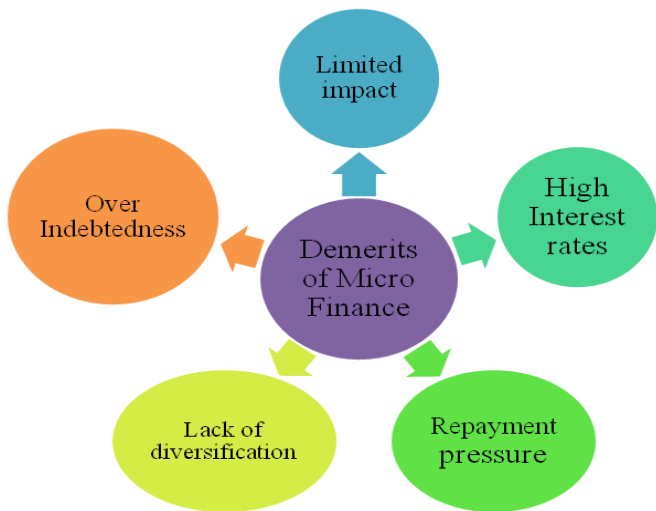 Limited
impact
High
Interest
rates
Over
Indebtedness
Demerits
of Micro
Finance
Lack of
diversification
Repayment
pressure